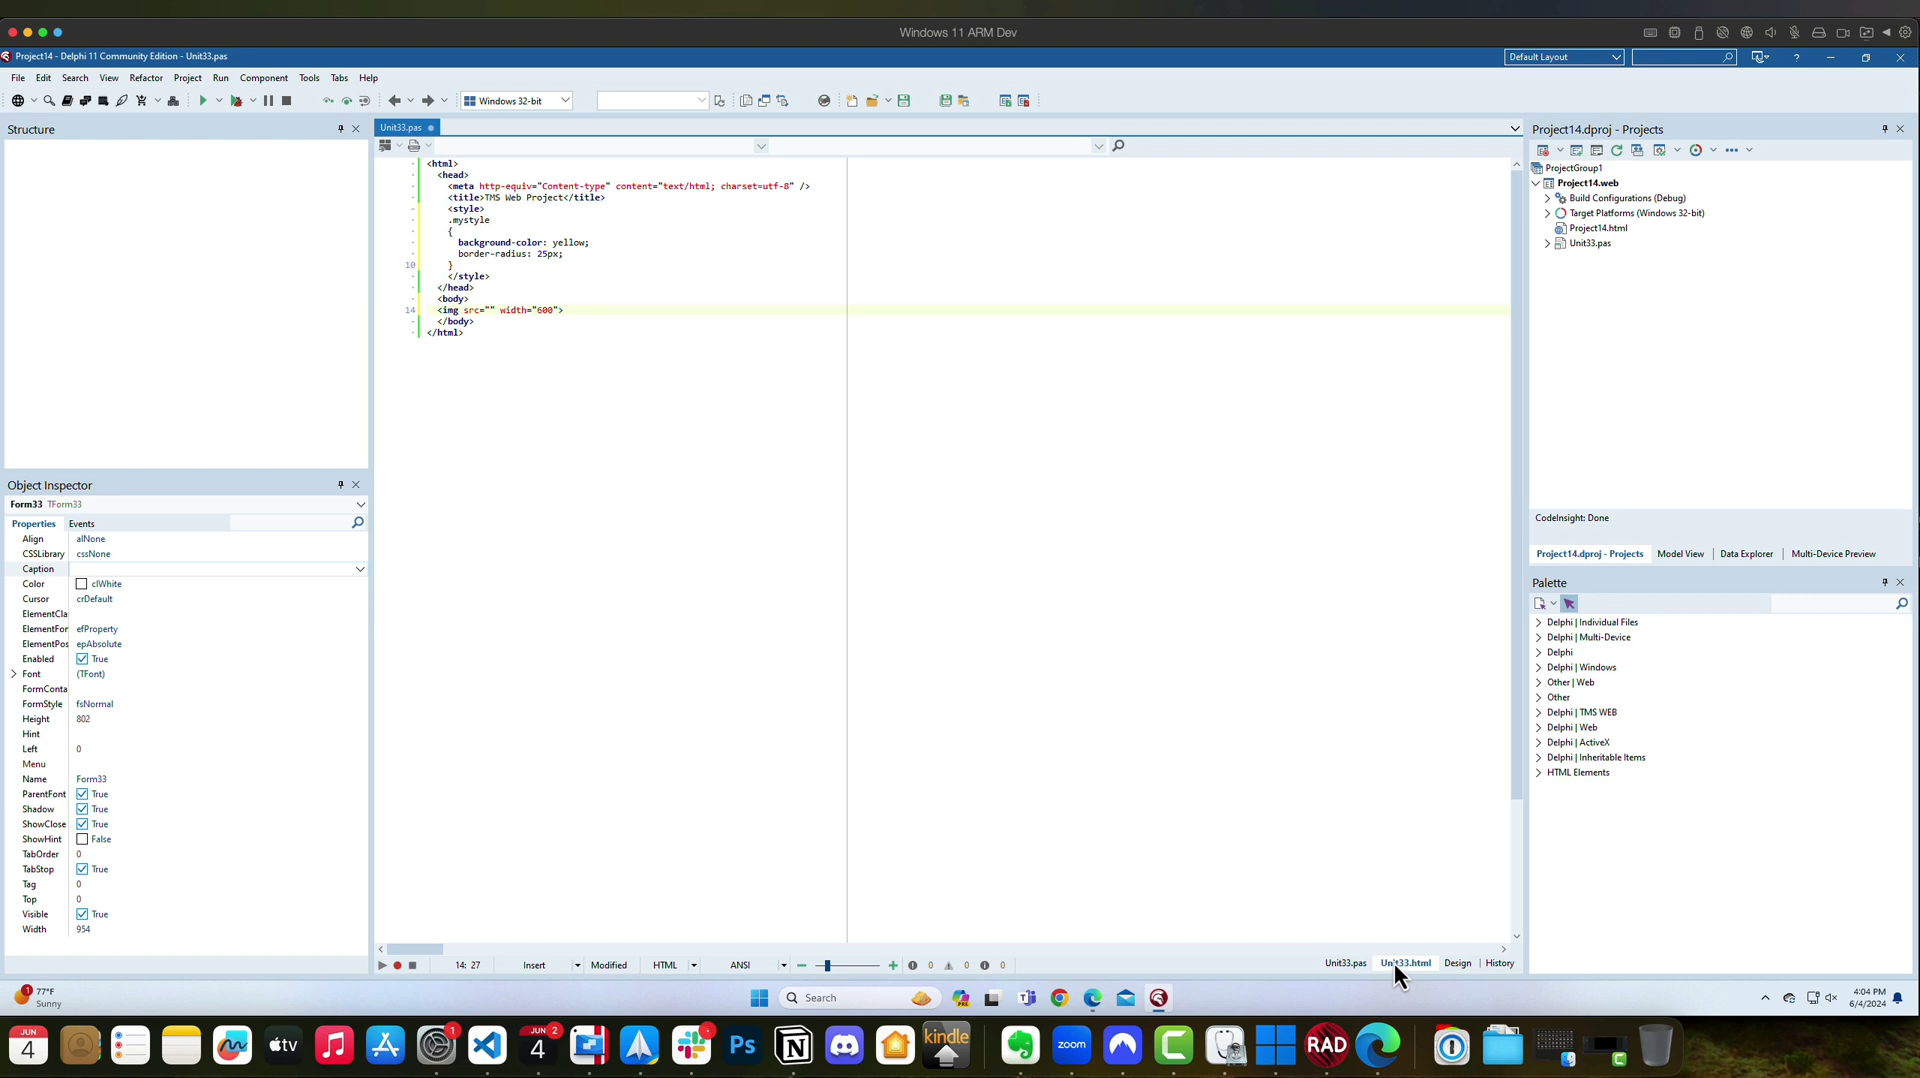 Windows 11 ARM Dev
Project14 - Delphi 11 Community Edition - Unit33.pas
Default Layout
?
File Edit Search View Refactor Project Run Component Tools Tabs Help
Windows 32-bit
Structure
Unit33.pas
<html>
<head>
<meta http-equiv="Content-type" content="text/html; charset=utf-8" />
<title>TMS Web Project</title>
<style>
.mystyle
{
background-color: yellow;
border-radius: 25px;
10 }
</style>
</head>
<body>
14 <img src="" width="600">
</body>
</html>
Project14.dproj - Projects
ProjectGroup1
Project14.web
Build Configurations (Debug)
Target Platforms (Windows 32-bit)
Project14.html
Unit33.pas
CodeInsight: Done
Project14.dproj - Projects Model View Data Explorer Multi-Device Preview
Object Inspector
Form33 TForm33
Properties Events
Align alNone
CSSLibrary cssNone
Caption
Color clWhite
Cursor crDefault
ElementCla
ElementFon efProperty
ElementPos epAbsolute
Enabled True
Font (TFont)
FormConta
FormStyle fsNormal
Height 802
Hint
Left 0
Menu
Name Form33
ParentFont True
Shadow True
ShowClose True
ShowHint False
TabOrder 0
TabStop True
Tag 0
Top 0
Visible True
Width 954
Palette
Delphi | Individual Files
Delphi | Multi-Device
Delphi
Delphi | Windows
Other | Web
Other
Delphi | TMS WEB
Delphi | Web
Delphi | ActiveX
Delphi | Inheritable Items
HTML Elements
14: 27 Insert Modified HTML ANSI 0 0 0
Unit33.pas Unit33.html Design History
1 77°F
Sunny
Search
PRE
4:04 PM
6/4/2024
JUN
4
tv
1
JUN
4
2
Ps
kindle
zoom
RAD